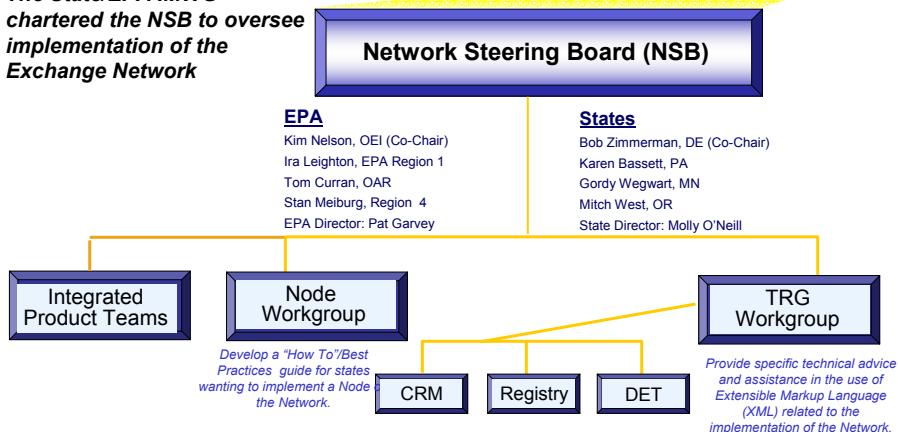 chartered the NSB to oversee
implementation of the
Exchange Network
Network Steering Board (NSB)
EPA
Kim Nelson, OEI (Co-Chair)
Ira Leighton, EPA Region 1
Tom Curran, OAR
Stan Meiburg, Region 4
EPA Director: Pat Garvey
States
Bob Zimmerman, DE (Co-Chair)
Karen Bassett, PA
Gordy Wegwart, MN
Mitch West, OR
State Director: Molly O'Neill
Integrated
Product Teams
Node
Workgroup
Develop a “How To”/Best
Practices guide for states
wanting to implement a Node
the Network.
CRM
Registry
DET
TRG
Workgroup
Provide specific technical advice
and assistance in the use of
Extensible Markup Language
(XML) related to the
implementation of the Network.